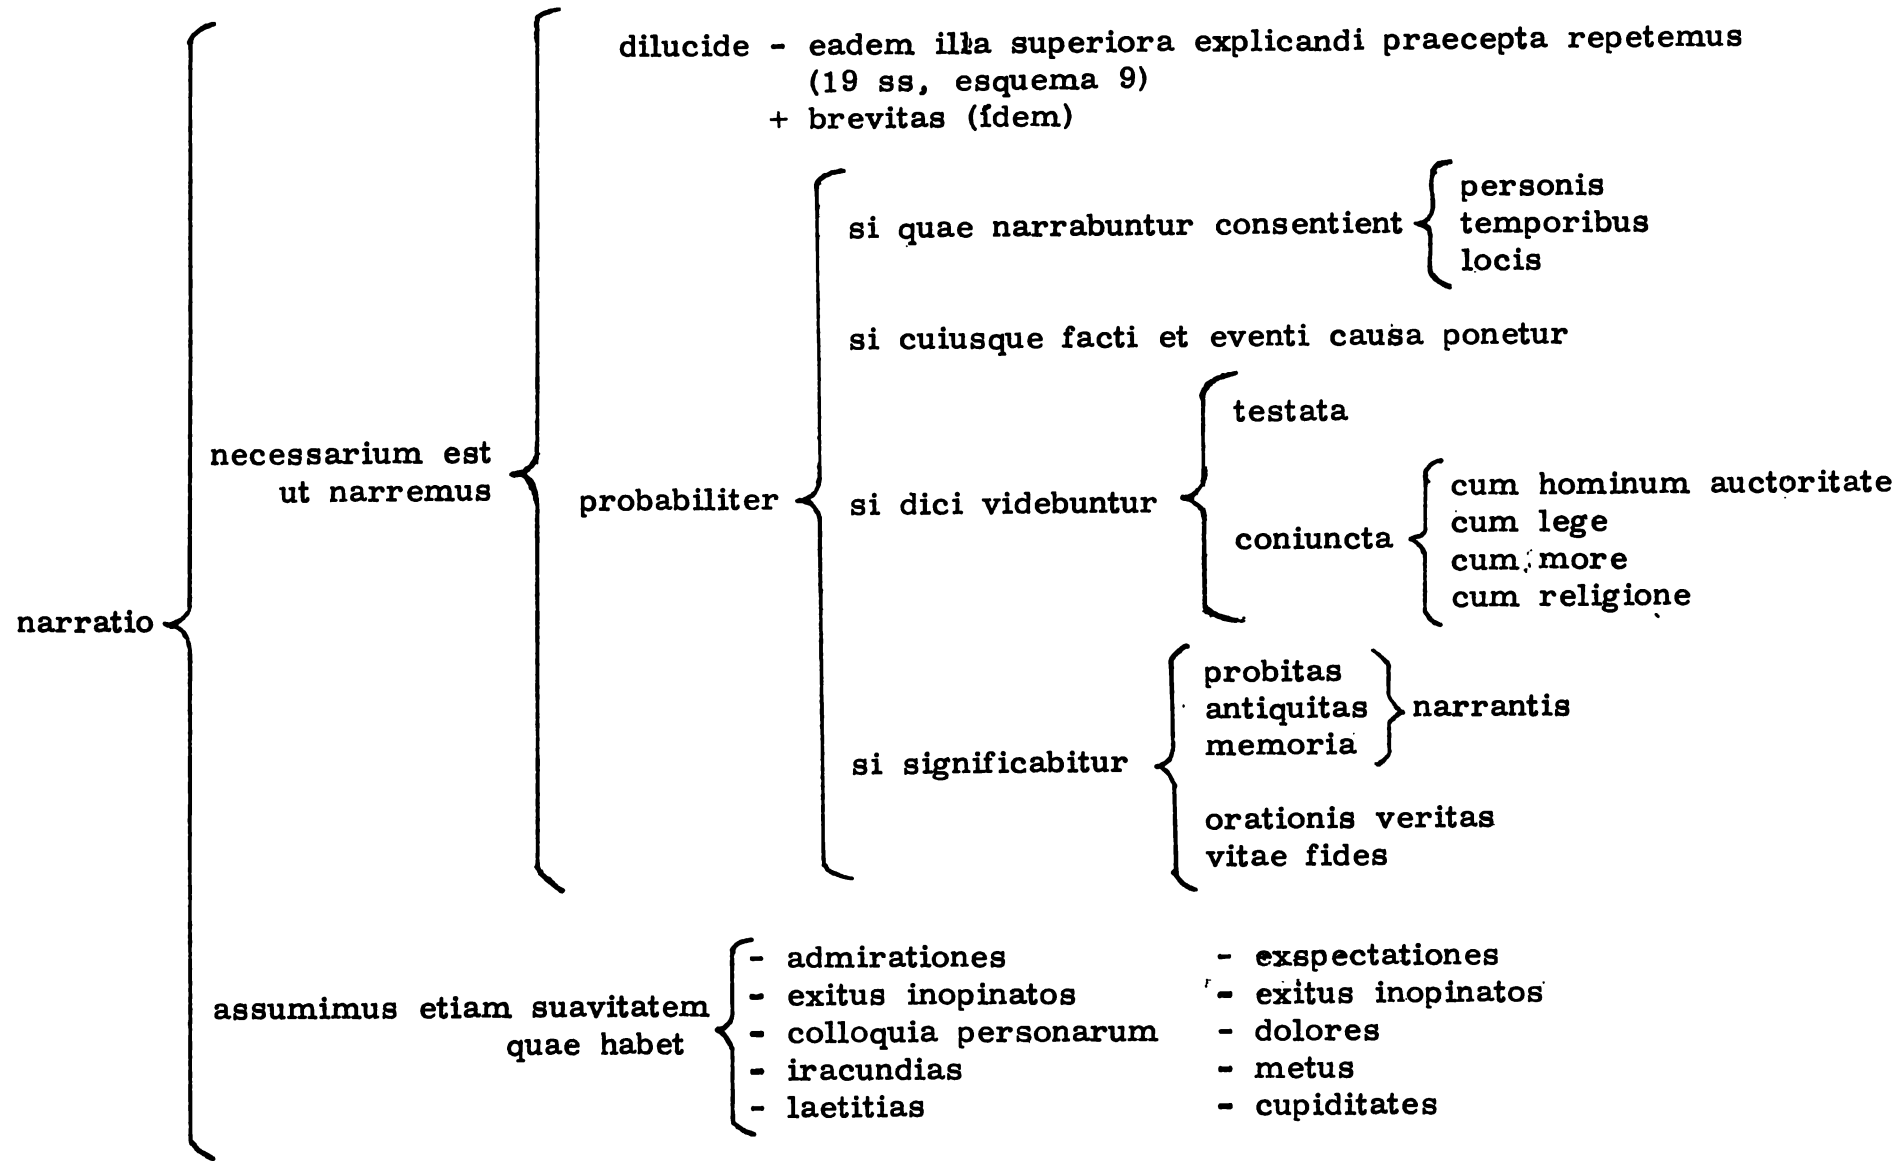 dilucide - eadem illa superiora explicandi praecepta repetemus
(19 ss, esquema 9)
+ brevitas (ídem)
si quae narrabuntur consentient
personis
temporibus
locis
si cuiusque facti et eventi causa ponetur
necessarium est
ut narremus
probabiliter
si dici videbuntur
testata
coniuncta
cum hominum auctoritate
cum lege
cum more
cum religione
narratio
si significabitur
probitas
antiquitas
memoria
narrantis
orationis veritas
vitae fides
assumimus etiam suavitatem
quae habet
- admirationes
- exitus inopinatos
- colloquia personarum
- iracundias
- laetitias
- exspectationes
- exitus inopinatos
- dolores
- metus
- cupiditates